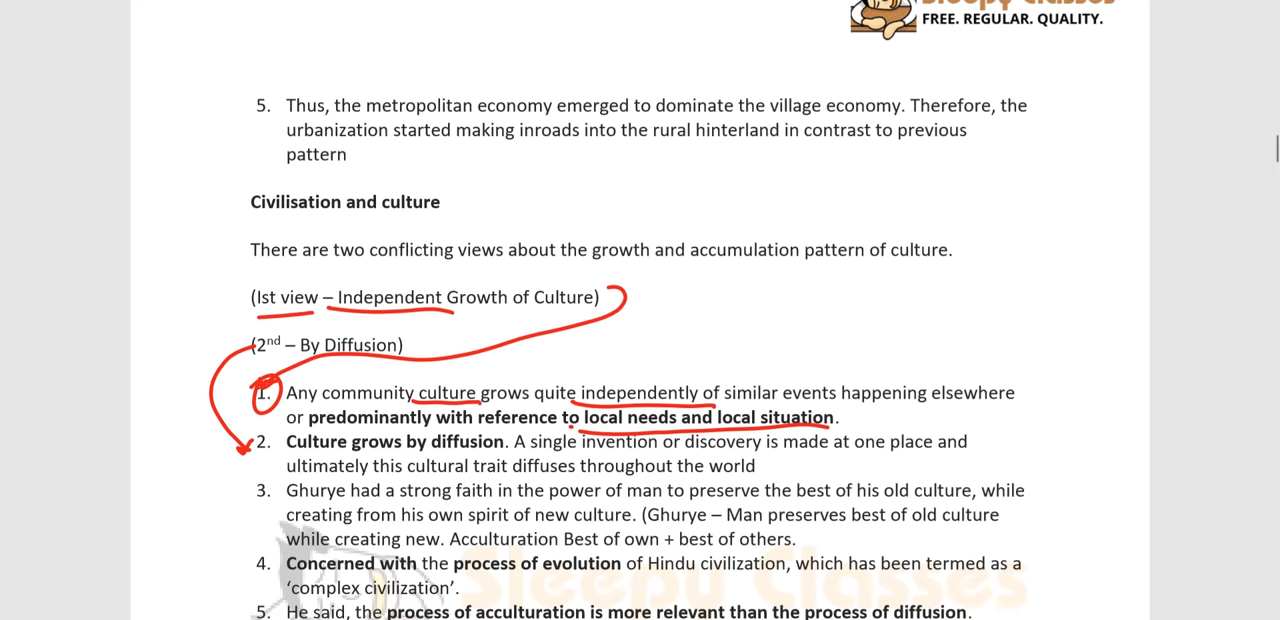 Sleepy Classes
FREE. REGULAR. QUALITY.
5. Thus, the metropolitan economy emerged to dominate the village economy. Therefore, the
urbanization started making inroads into the rural hinterland in contrast to previous
pattern
Civilisation and culture
There are two conflicting views about the growth and accumulation pattern of culture.
(Ist view – Independent Growth of Culture)
(2nd – By Diffusion)
1. Any community culture grows quite independently of similar events happening elsewhere
or predominantly with reference to local needs and local situation.
2. Culture grows by diffusion. A single invention or discovery is made at one place and
ultimately this cultural trait diffuses throughout the world
3. Ghurye had a strong faith in the power of man to preserve the best of his old culture, while
creating from his own spirit of new culture. (Ghurye – Man preserves best of old culture
while creating new. Acculturation Best of own + best of others.
4. Concerned with the process of evolution of Hindu civilization, which has been termed as a
‘complex civilization’.
Sleepy Classes
5. He said, the process of acculturation is more relevant than the process of diffusion.